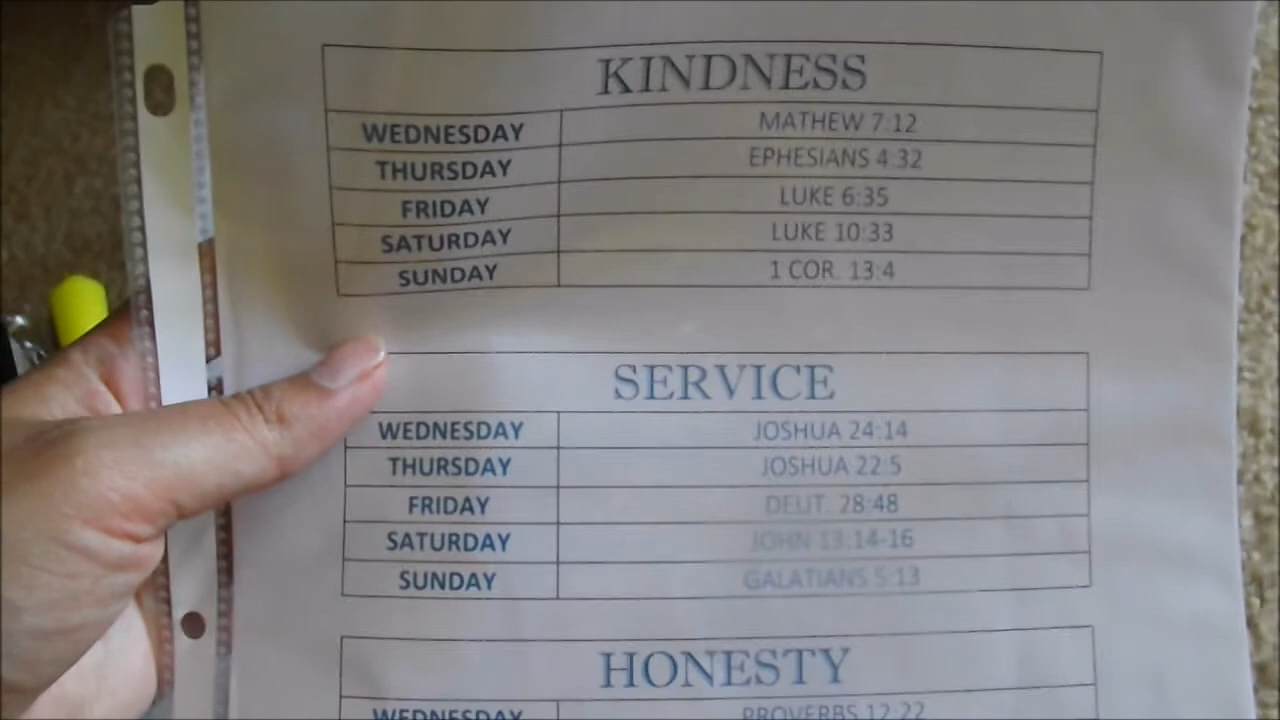 KINDNESS
WEDNESDAY MATHEW 7:12
THURSDAY EPHESIANS 4:32
FRIDAY LUKE 6:35
SATURDAY LUKE 10:33
SUNDAY 1 COR. 13:4
SERVICE
WEDNESDAY JOSHUA 24:14
THURSDAY JOSHUA 22:5
FRIDAY DEUT. 28:48
SATURDAY JOHN 13:14-16
SUNDAY GALATIANS 5:13
HONESTY
WEDNESDAY PROVERBS 12:22